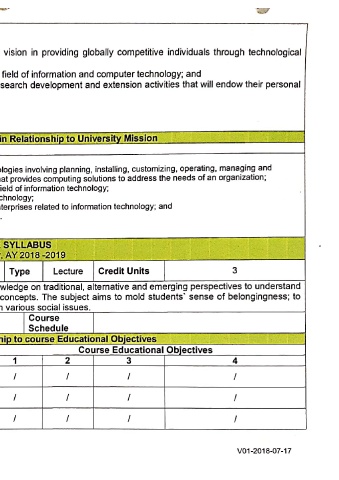 vision in providing globally competitive individuals through technological
field of information and computer technology; and
search development and extension activities that will endow their personal
in Relationship to University Mission
ologies involving planning, installing, customizing, operating, managing and
at provides computing solutions to address the needs of an organization;
ield of information technology;
chnology;
terprises related to information technology; and
SYLLABUS
, AY 2018 -2019
Type Lecture Credit Units 3
wledge on traditional, alternative and emerging perspectives to understand
concepts. The subject aims to mold students' sense of belongingness; to
n various social issues.
Course
Schedule
hip to course Educational Objectives
Course Educational Objectives
1 2 3 4
/ / / /
/ / / /
/ / / /
V01-2018-07-17